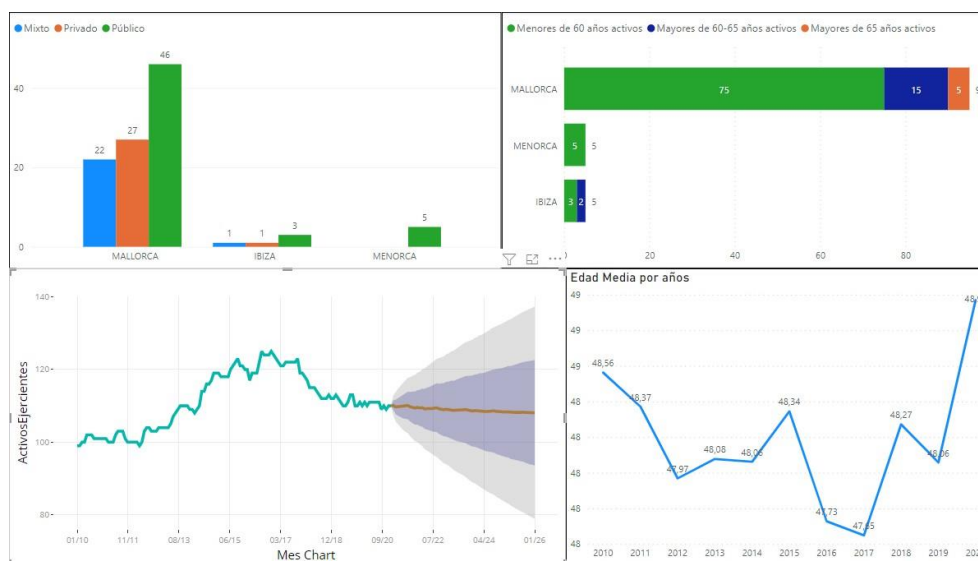 Mixto Privado Público
46
40
27
22
20
5
3
1 1
0
MALLORCA IBIZA MENORCA
Menores de 60 años activos Mayores de 60-65 años activos Mayores de 65 años activos
MALLORCA 75 15 5
MENORCA 5 5
IBIZA 3 2 5
0 20 40 60 80
140
120
100
80
ActivosEjercientes
01/10 11/11 08/13 06/15 03/17 12/18 09/20 07/22 04/24 01/26
Mes Chart
Edad Media por años
49
49
49
48
48
48
48
48
48,56
48,37
48,34
48,27
48,08
47,97
47,73
2010 2011 2012 2013 2014 2015 2016 2017 2018 2019